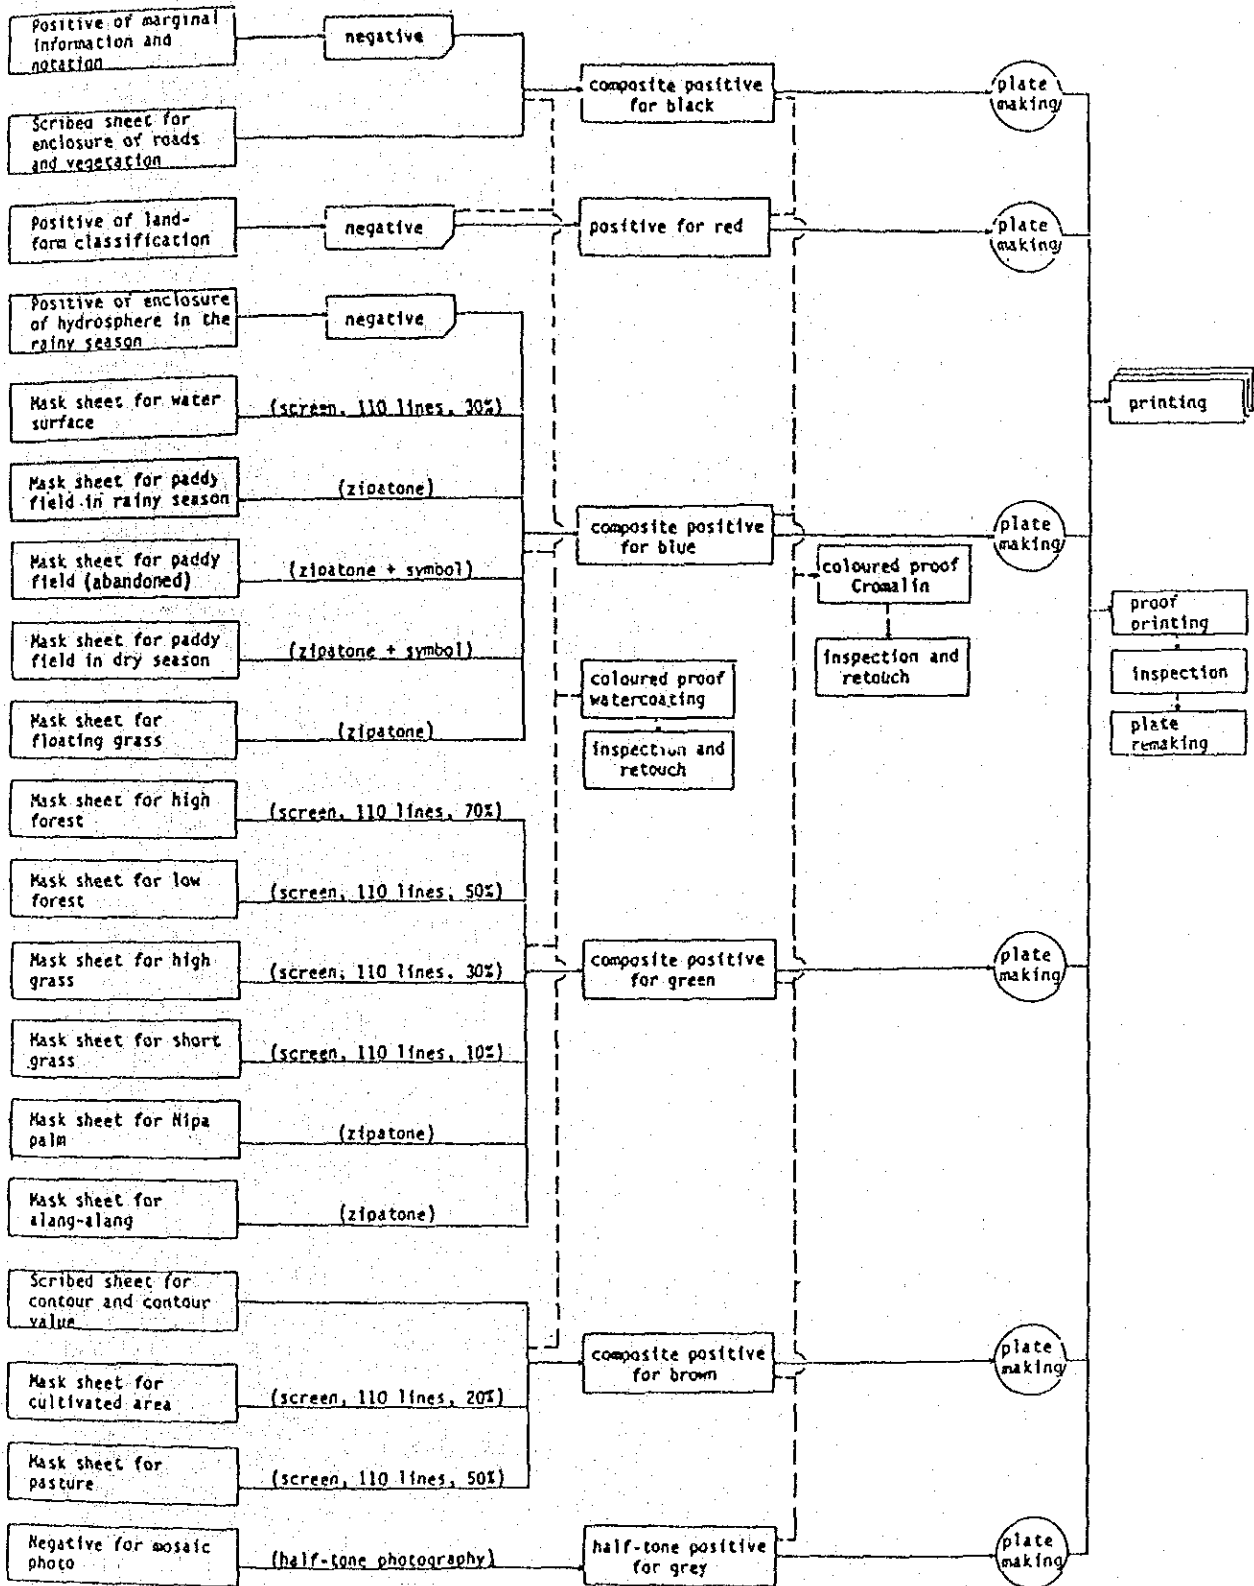 Positive of marginal
information and
notation
negative
composite positive
for black
plate
making
Scribed sheet for
enclosure of roads
and vegetation
Positive of land-
form classification
negative
positive for red
plate
making
Positive of enclosure
of hydrosphere in the
rainy season
negative
Mask sheet for water
surface
(screen, 110 lines, 30%)
printing
Mask sheet for paddy
field in rainy season
(zipatone)
composite positive
for blue
plate
making
Mask sheet for paddy
field (abandoned)
(zipatone + symbol)
coloured proof
Cromalin
proof
printing
Mask sheet for paddy
field in dry season
(zipatone + symbol)
inspection and
retouch
inspection
coloured proof
watercoating
plate
remaking
Mask sheet for
floating grass
(zipatone)
inspection and
retouch
Mask sheet for high
forest
(screen, 110 lines, 70%)
Mask sheet for low
forest
(screen, 110 lines, 50%)
Mask sheet for high
grass
(screen, 110 lines, 30%)
composite positive
for green
plate
making
Mask sheet for short
grass
(screen, 110 lines, 10%)
Mask sheet for Nipa
palm
(zipatone)
Mask sheet for
alang-alang
(zipatone)
Scribed sheet for
contour and contour
value
composite positive
for brown
plate
making
Mask sheet for
cultivated area
(screen, 110 lines, 20%)
Mask sheet for
pasture
(screen, 110 lines, 50%)
Negative for mosaic
photo
(half-tone photography)
half-tone positive
for grey
plate
making